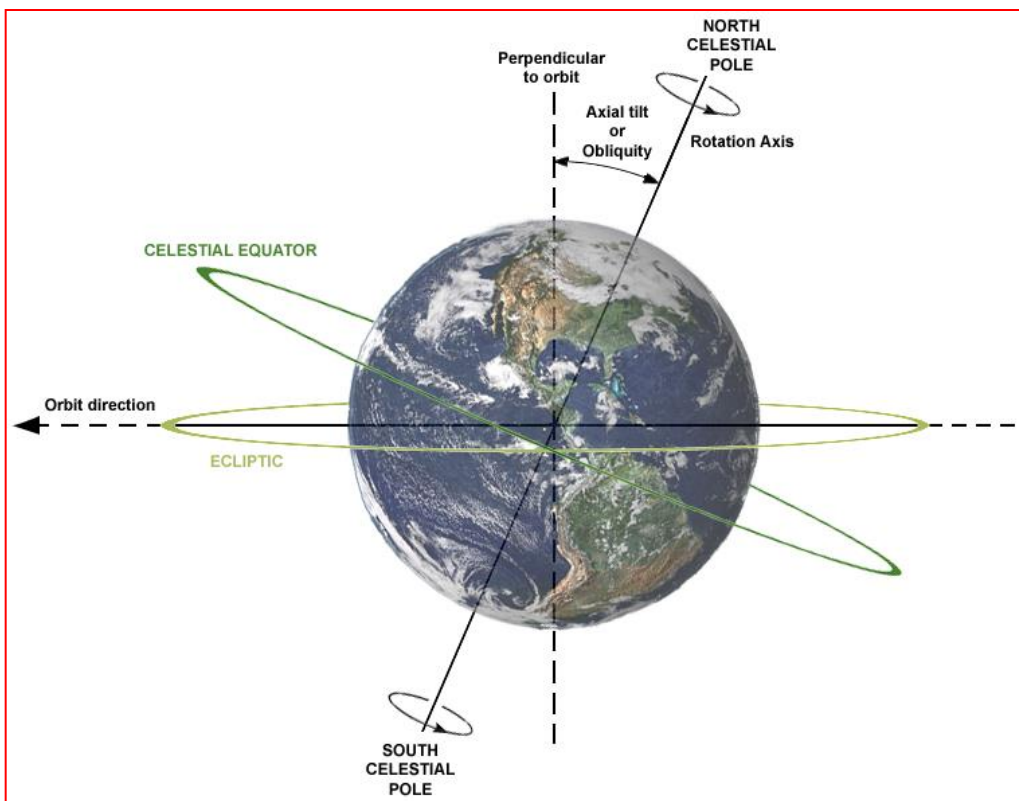 NORTH
CELESTIAL
POLE
Perpendicular
to orbit
Axial tilt
or
Obliquity
Rotation Axis
CELESTIAL EQUATOR
Orbit direction
ECLIPTIC
SOUTH
CELESTIAL
POLE